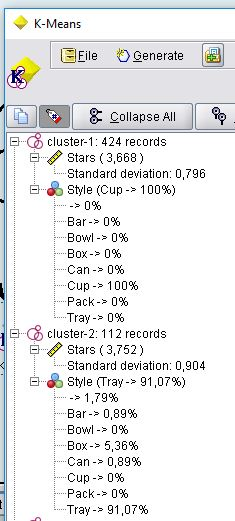 K-Means
File Generate
Collapse All
cluster-1: 424 records
Stars ( 3,668 )
Standard deviation: 0,796
Style (Cup -> 100%)
-> 0%
Bar -> 0%
Bowl -> 0%
Box -> 0%
Can -> 0%
Cup -> 100%
Pack -> 0%
Tray -> 0%
cluster-2: 112 records
Stars ( 3,752 )
Standard deviation: 0,904
Style (Tray -> 91,07%)
-> 1,79%
Bar -> 0,89%
Bowl -> 0%
Box -> 5,36%
Can -> 0,89%
Cup -> 0%
Pack -> 0%
Tray -> 91,07%